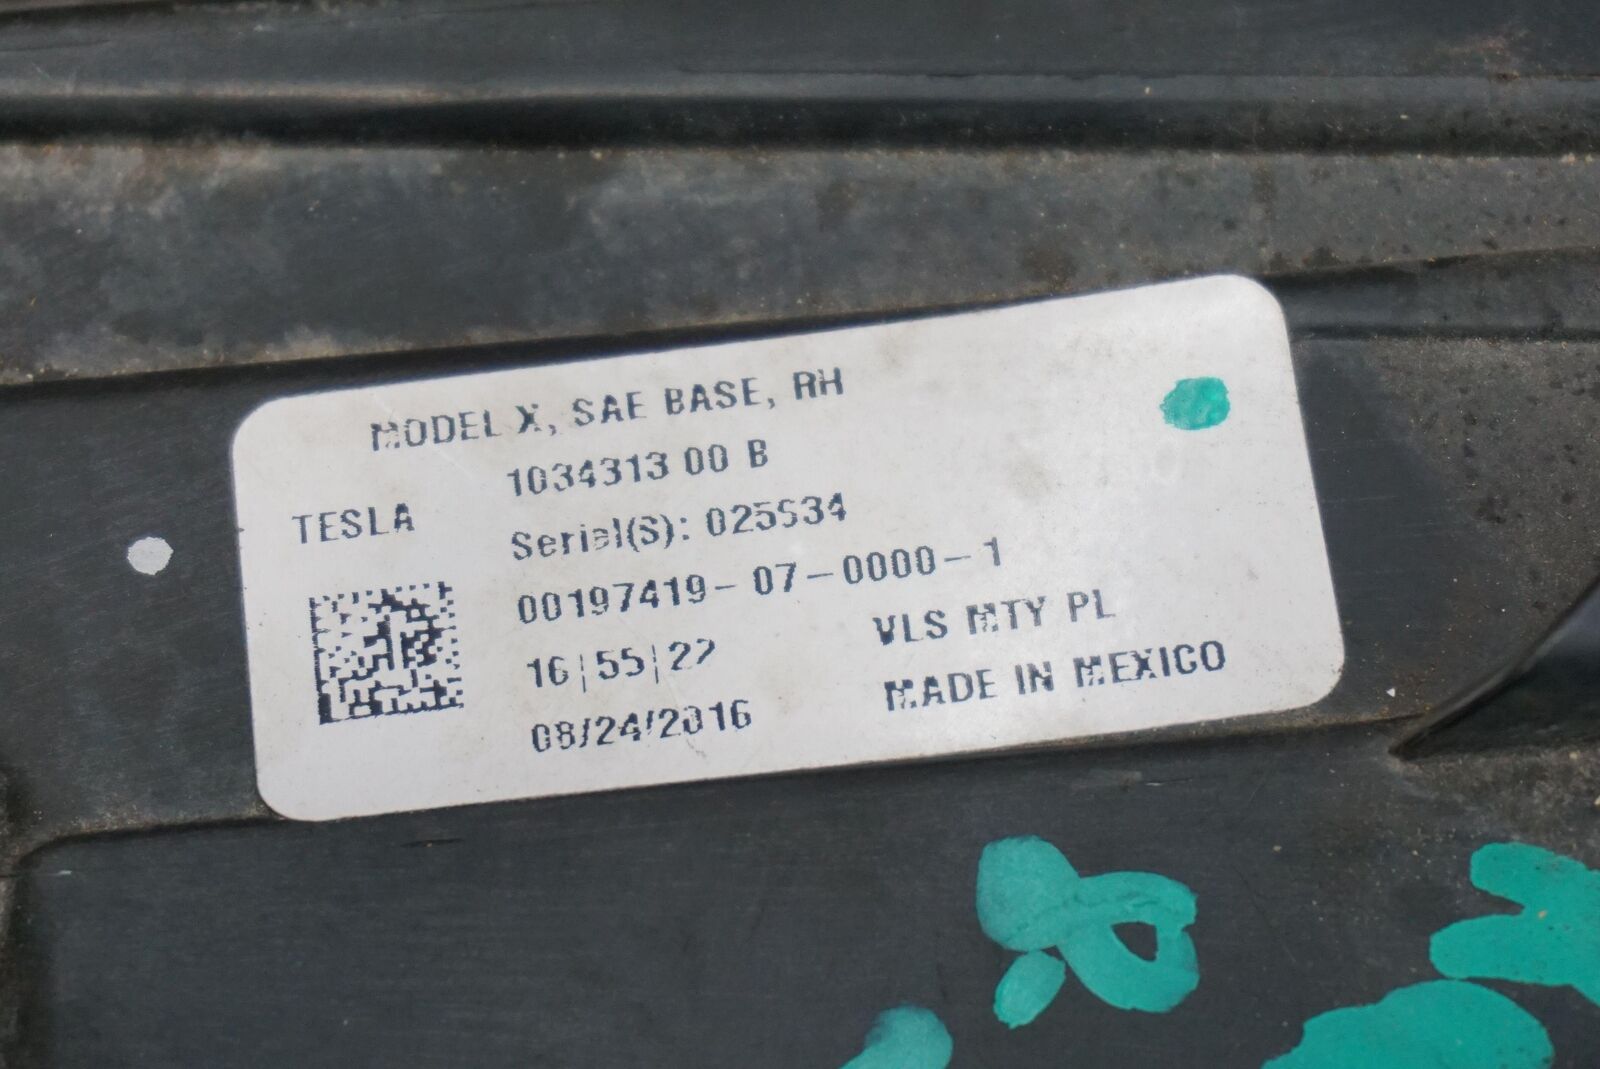 MODEL X, SAE BASE, RH
1034313 00 B
TESLA
Serial(S): 025534
00197419-07-0000-1
16|55|27
VLS MTY PL
08/24/2016
MADE IN MEXICO